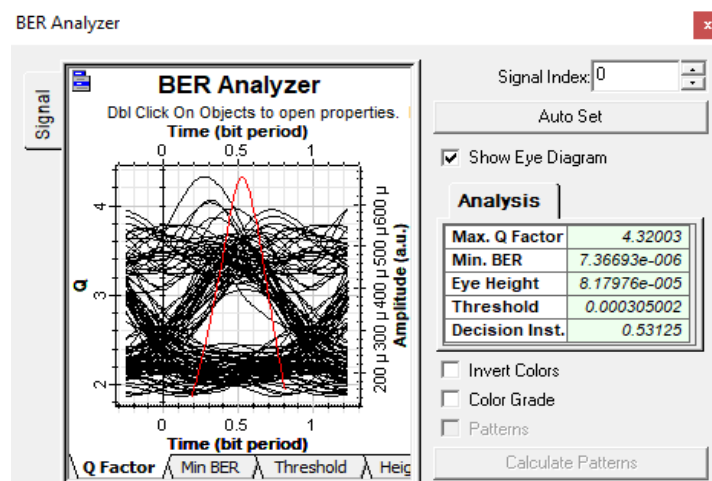 BER Analyzer
x
Signal
BER Analyzer
Dbl Click On Objects to open properties.
Time (bit period)
0 0.5 1
Q
4
3
2
Amplitude (a.u.)
200 µ 300 µ 400 µ 500 µ 600 µ
0 0.5 1
Time (bit period)
Q Factor Min BER Threshold Heig
Signal Index: 0
Auto Set
Show Eye Diagram
Analysis
Max. Q Factor 4.32003
Min. BER 7.36693e-006
Eye Height 8.17976e-005
Threshold 0.000305002
Decision Inst. 0.53125
Invert Colors
Color Grade
Patterns
Calculate Patterns